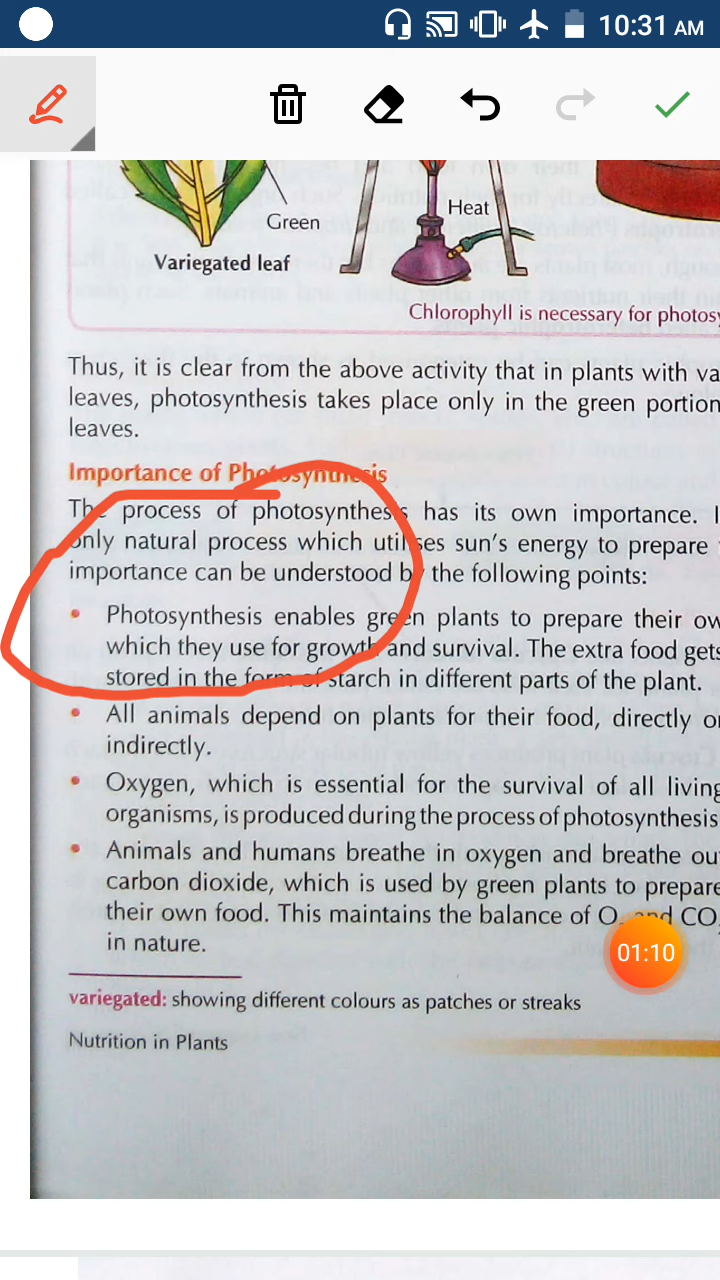 10:31 AM
Green
Heat
Variegated leaf
Chlorophyll is necessary for
Thus, it is clear from the above activity that in plants with
leaves, photosynthesis takes place only in the green
leaves.
Importance of Photosynthesis
The process of photosynthesis has its own importance.
only natural process which utilises sun's energy to prepare
importance can be understood by the following points:
• Photosynthesis enables green plants to prepare their
which they use for growth and survival. The extra food gets
stored in the form of starch in different parts of the plant.
• All animals depend on plants for their food, directly or
indirectly.
• Oxygen, which is essential for the survival of all living
organisms, is produced during the process of photosynthesis
• Animals and humans breathe in oxygen and breathe out
carbon dioxide, which is used by green plants to prepare
their own food. This maintains the balance of O₂ and CO₂
in nature.
01:10
variegated: showing different colours as patches or streaks
Nutrition in Plants